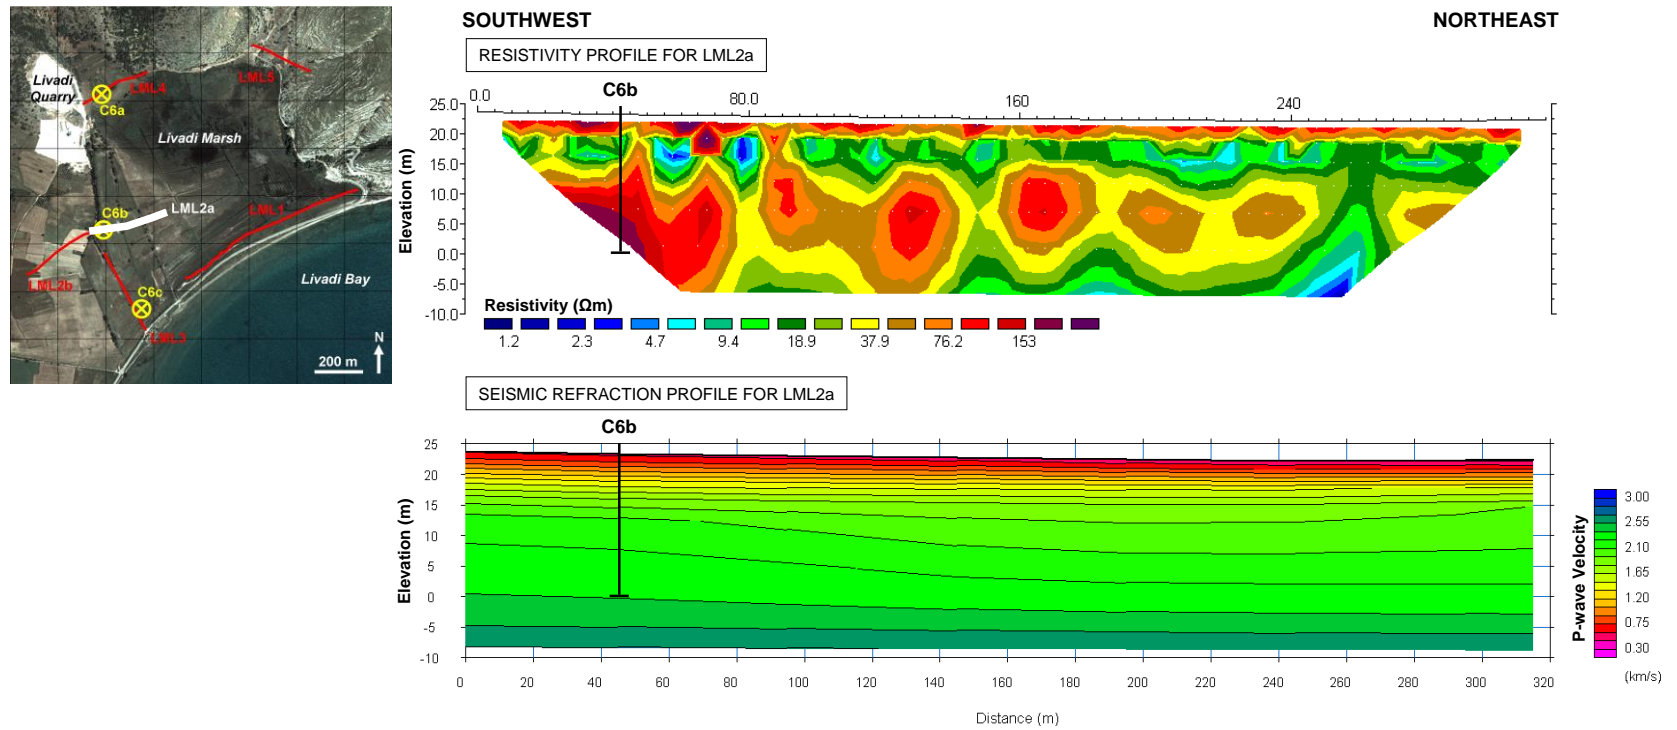 Livadi
Quarry
LML4
LML5
C6a
Livadi Marsh
C6b
LML2a
LML1
LML2b
C6c
Livadi Bay
LML3
N
200 m
SOUTHWEST
NORTHEAST
RESISTIVITY PROFILE FOR LML2a
C6b
0.0 80.0 160 240
Elevation (m)
25.0
20.0
15.0
10.0
5.0
0.0
-5.0
-10.0
Resistivity (Ωm)
1.2 2.3 4.7 9.4 18.9 37.9 76.2 153
SEISMIC REFRACTION PROFILE FOR LML2a
C6b
Elevation (m)
25
20
15
10
5
0
-5
-10
0 20 40 60 80 100 120 140 160 180 200 220 240 260 280 300 320
Distance (m)
P-wave Velocity
3.00
2.55
2.10
1.65
1.20
0.75
0.30
(km/s)